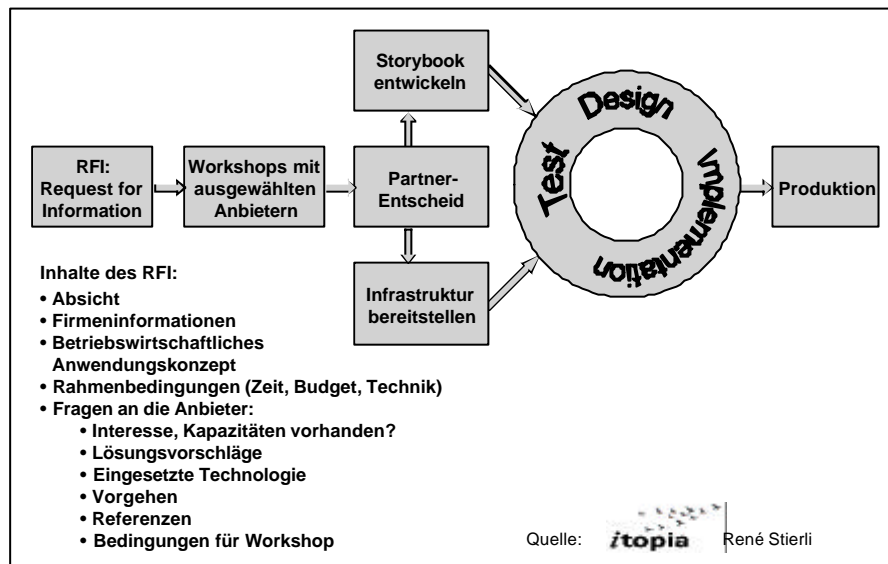 Storybook
entwickeln
RFI:
Request for
Information
Workshops mit
ausgewählten
Anbietern
Partner-
Entscheid
Infrastruktur
bereitstellen
Test
Design
Implementation
Produktion
Inhalte des RFI:
• Absicht
• Firmeninformationen
• Betriebswirtschaftliches
Anwendungskonzept
• Rahmenbedingungen (Zeit, Budget, Technik)
• Fragen an die Anbieter:
• Interesse, Kapazitäten vorhanden?
• Lösungsvorschläge
• Eingesetzte Technologie
• Vorgehen
• Referenzen
• Bedingungen für Workshop
Quelle: itopia René Stierli